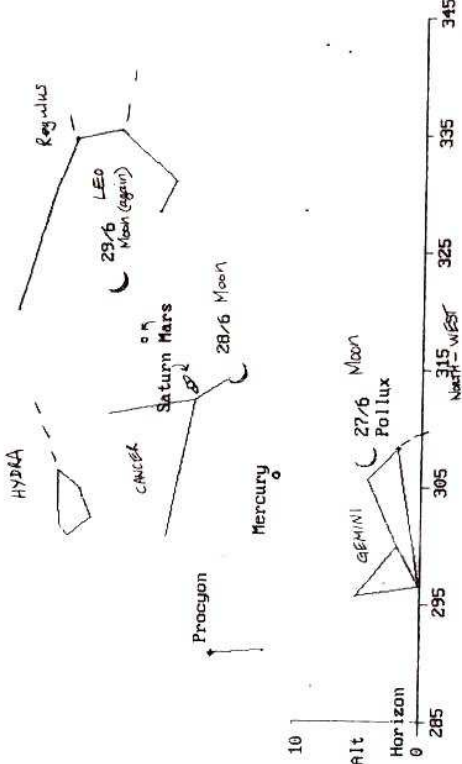 Regulus
LEO
29/6
Moon (again)
HYDRA
CANCER
Saturn Mars
28/6 Moon
Mercury
Procyon
GEMINI
27/6 Moon
Pollux
10
Alt
Horizon
0
285
295
305
315
325
335
345
NORTH-WEST